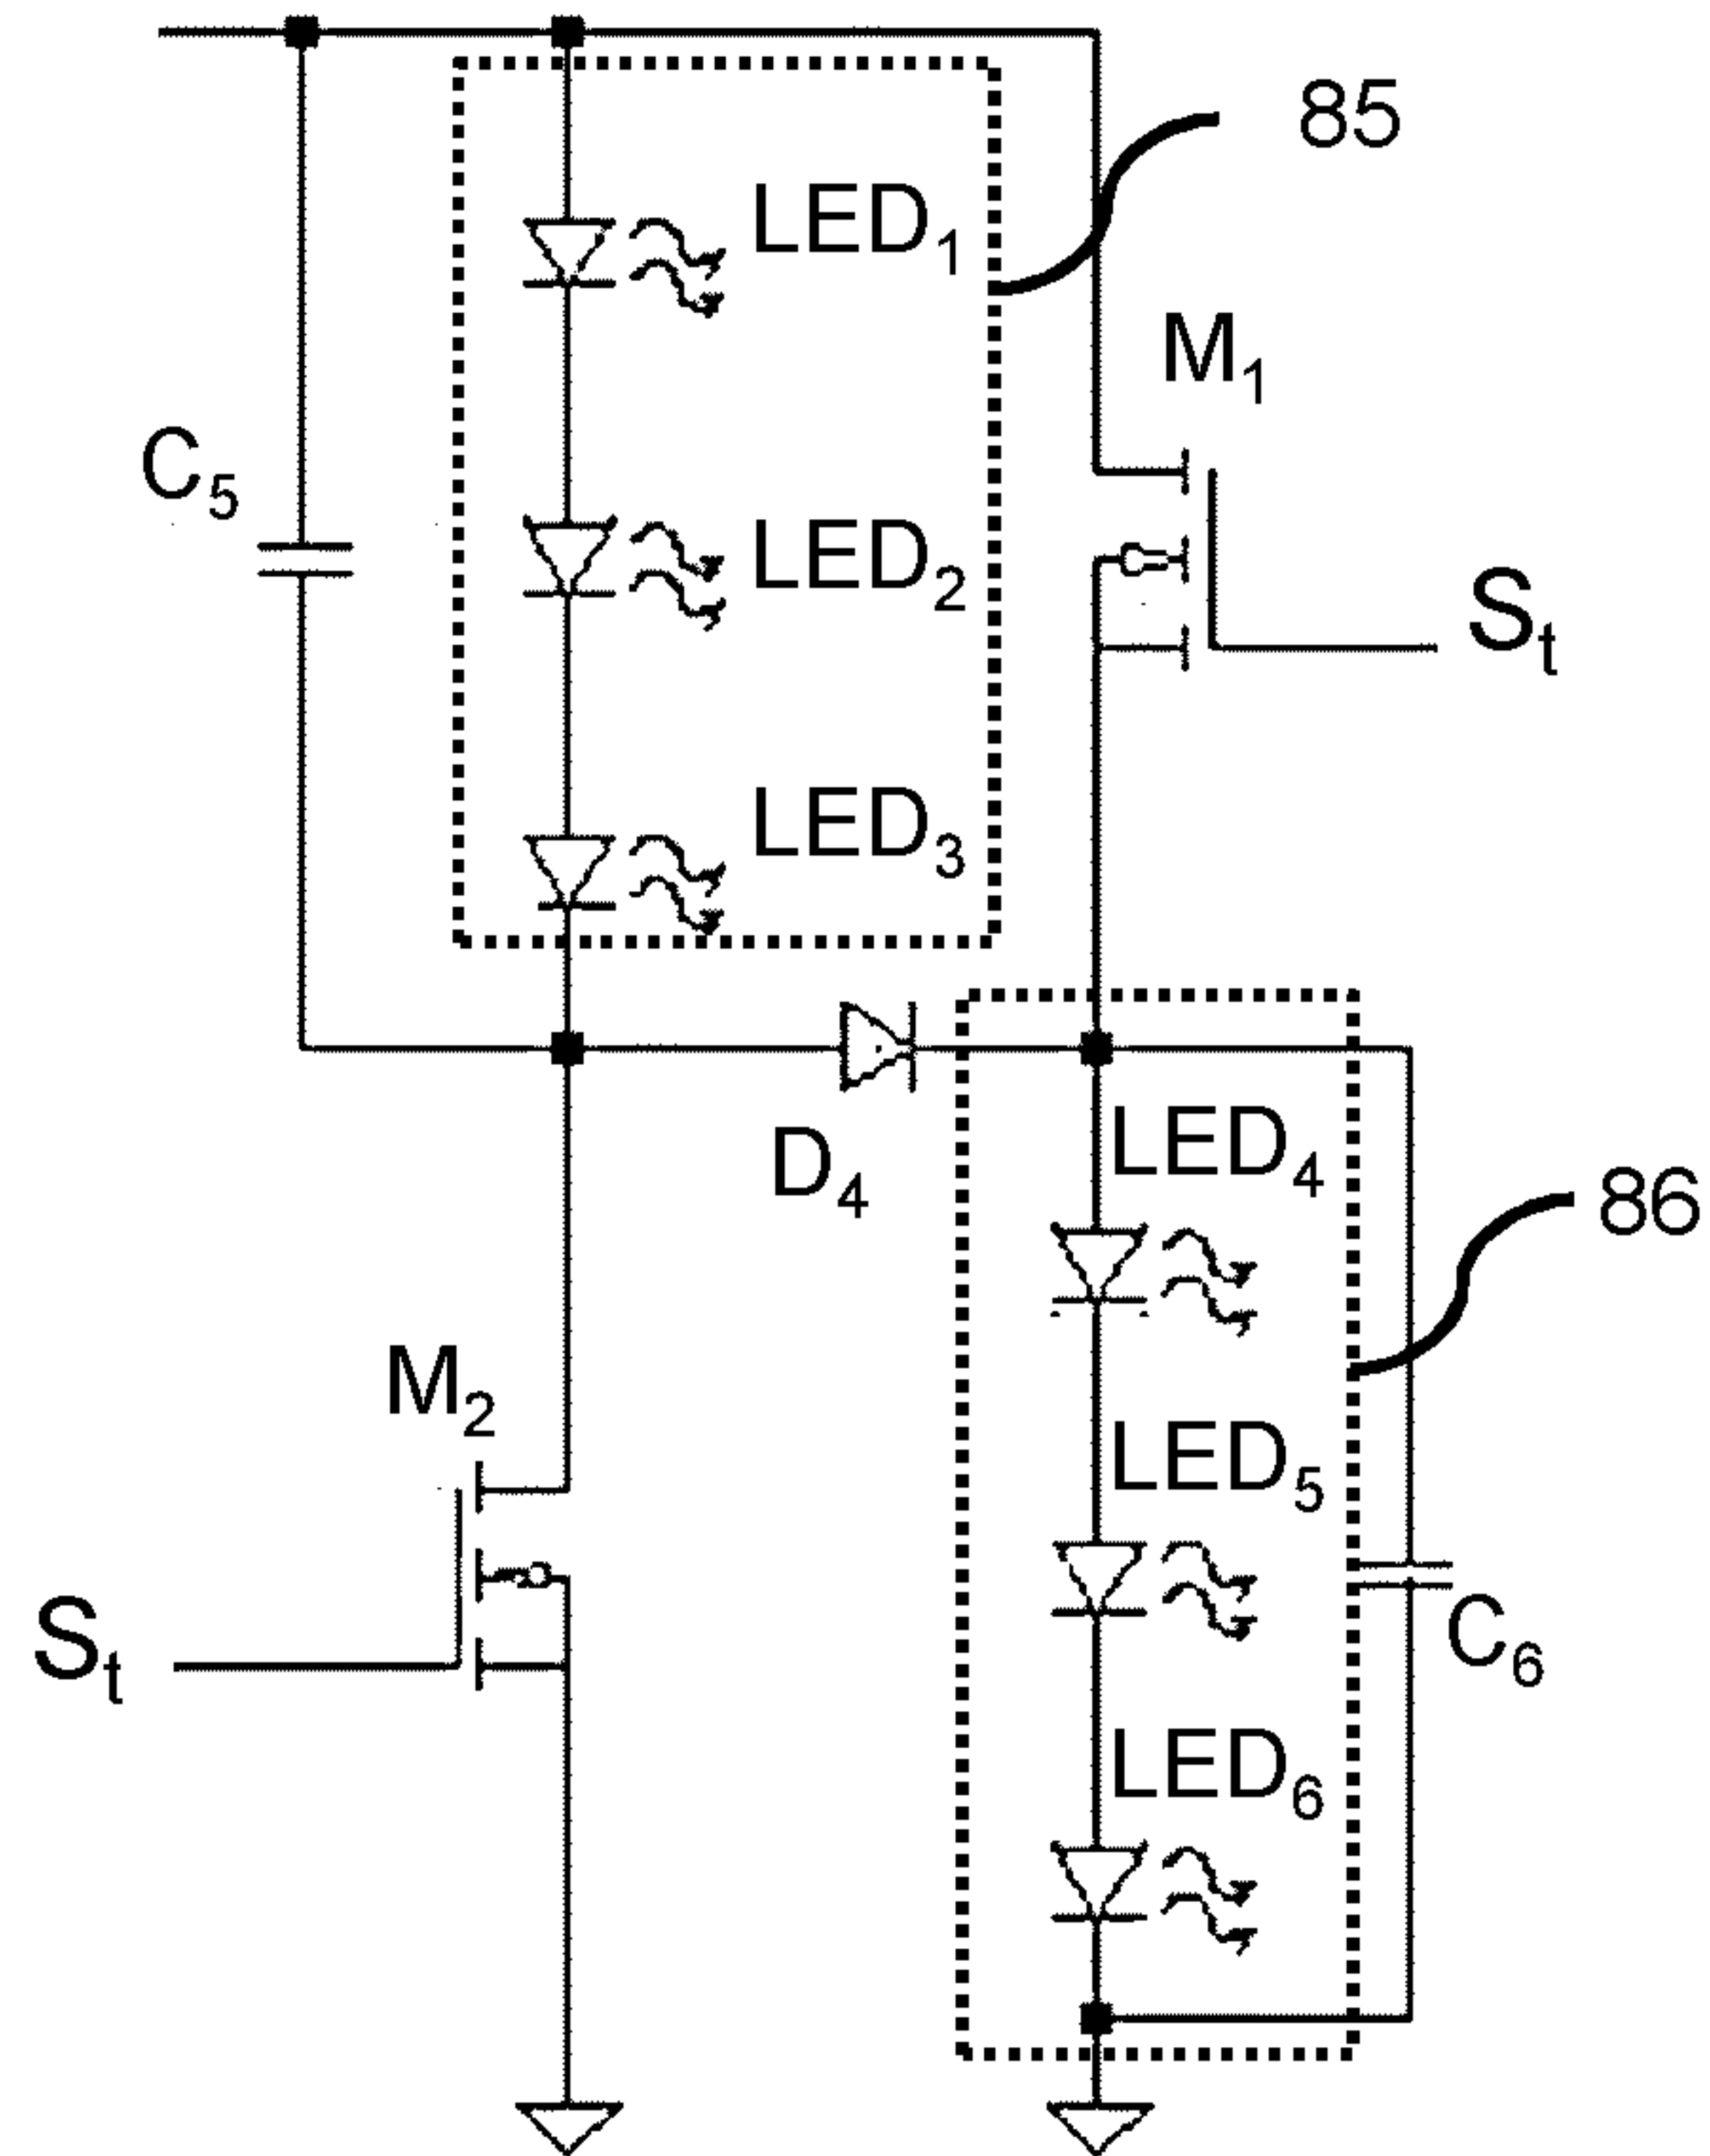 85
LED₁
M₁
C₅
LED₂
Sₜ
LED₃
LED₄
D₄
86
M₂
LED₅
Sₜ
C₆
LED₆